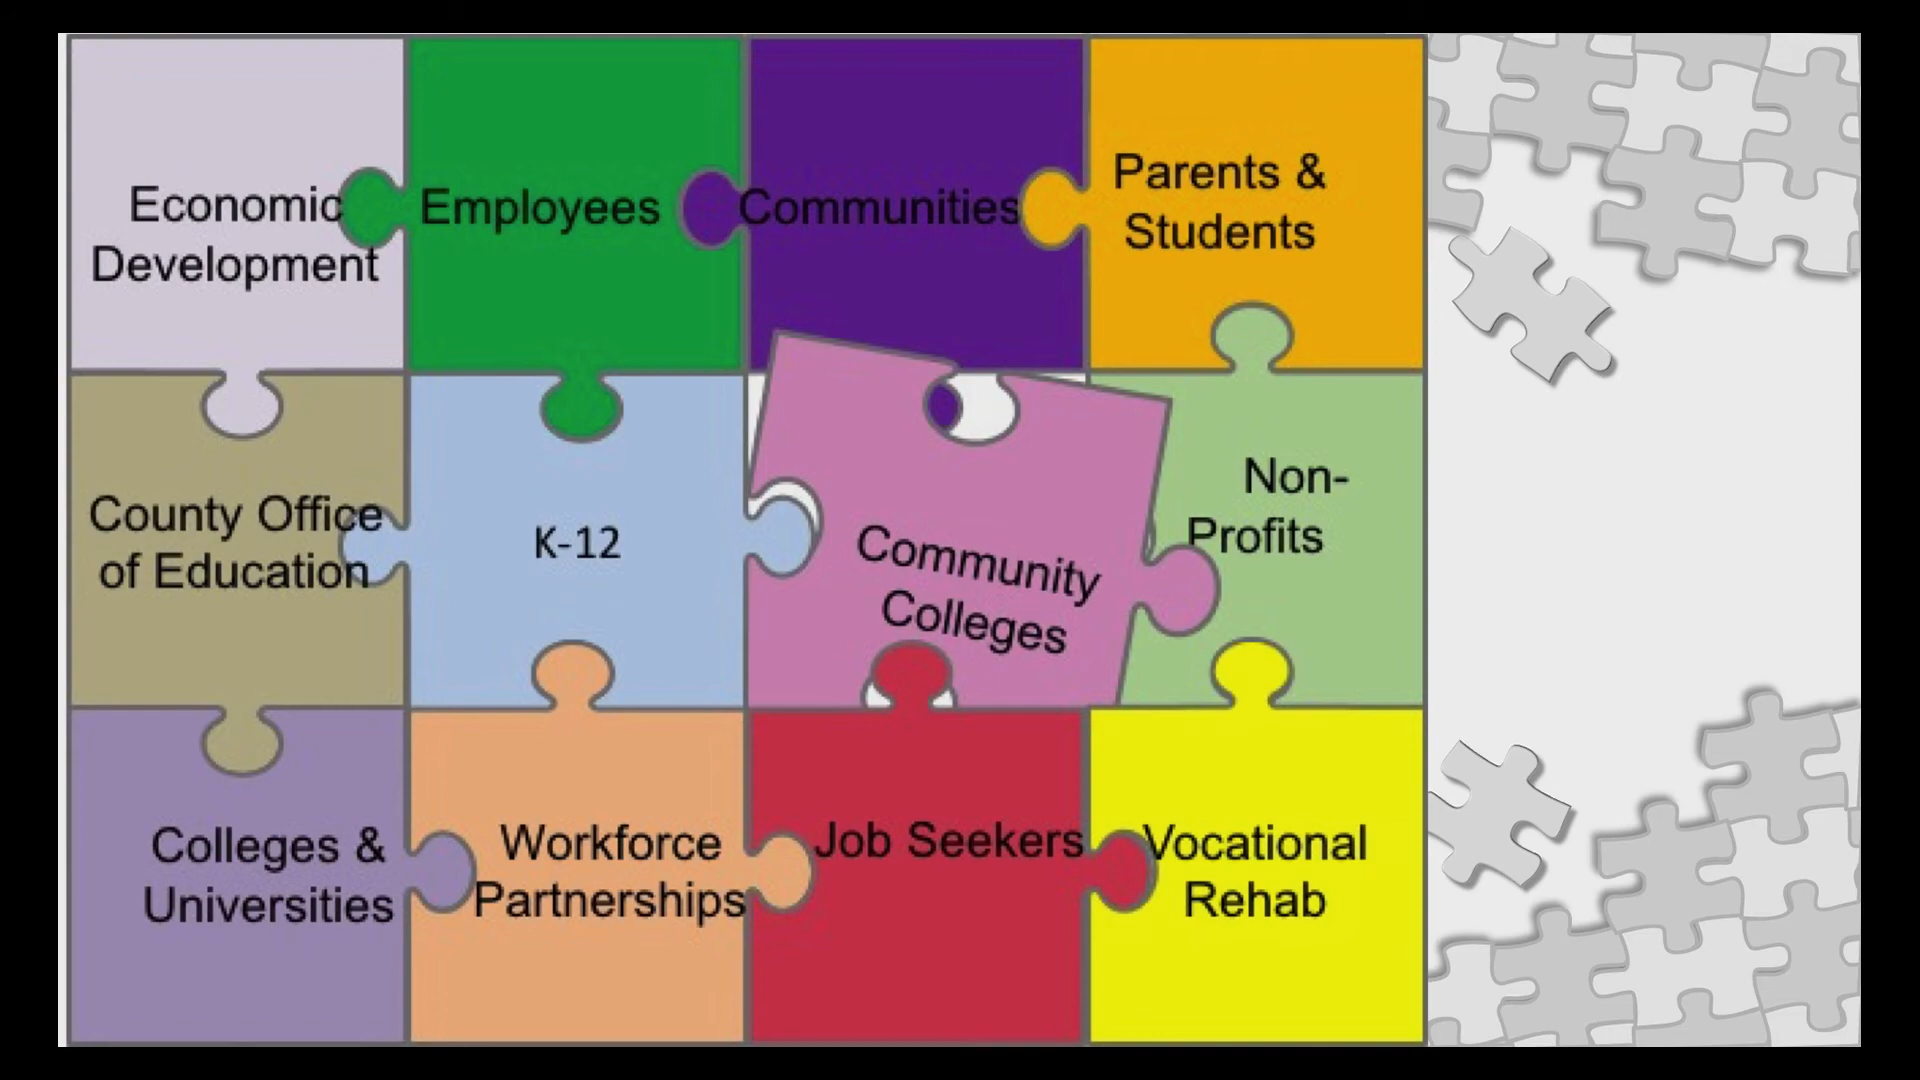 Economic
Development
Employees
Communities
Parents &
Students
County Office
of Education
K-12
Community
Colleges
Non-
Profits
Colleges &
Universities
Workforce
Partnerships
Job Seekers
Vocational
Rehab